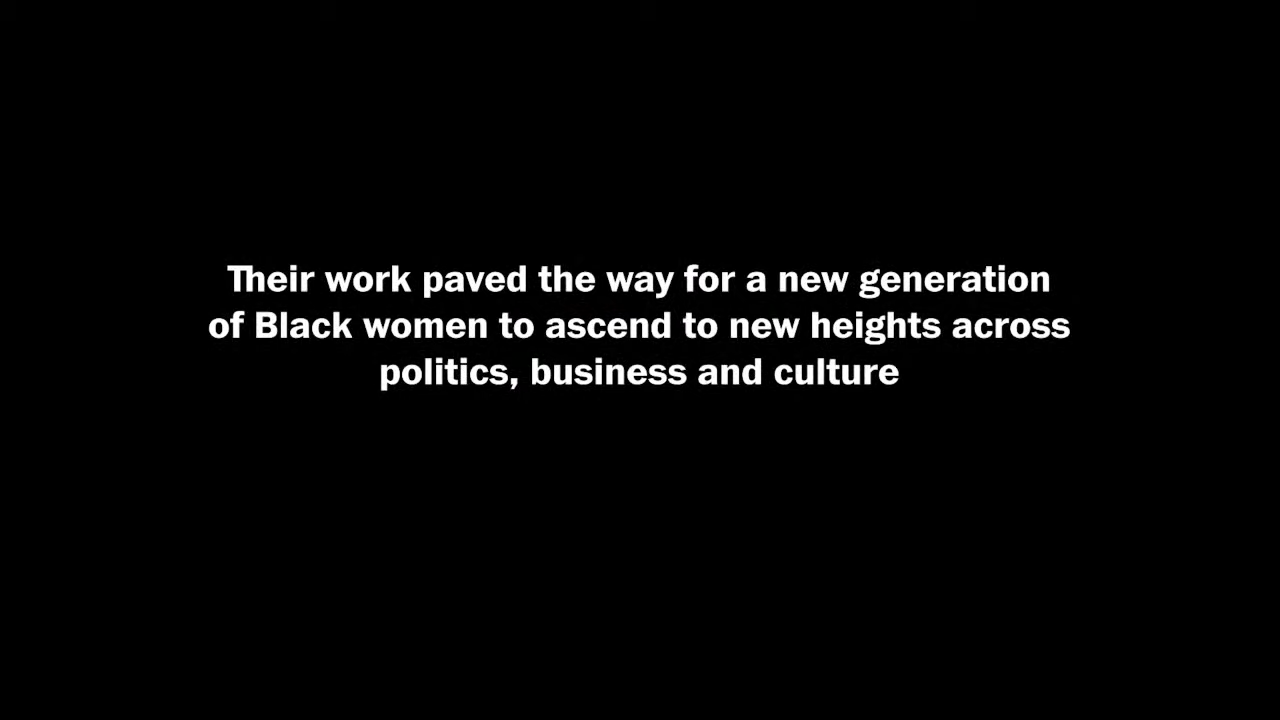 Their work paved the way for a new generation
of Black women to ascend to new heights across
politics, business and culture